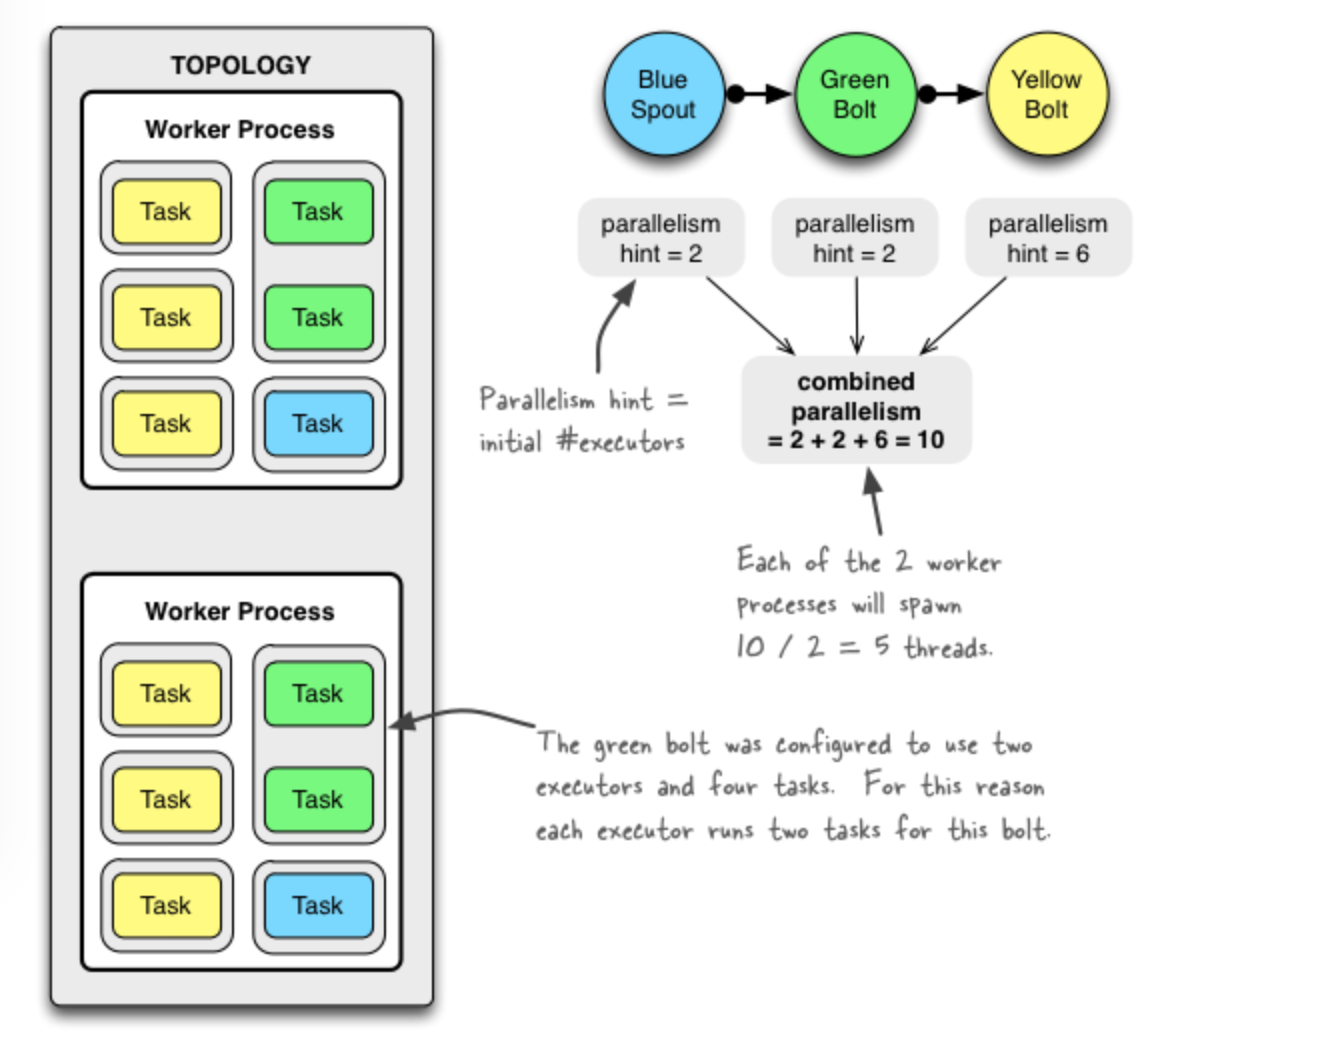 TOPOLOGY
Worker Process
Task
Task
Task
Task
Task
Task
Worker Process
Task
Task
Task
Task
Task
Task
Blue
Spout
Green
Bolt
Yellow
Bolt
parallelism
hint = 2
parallelism
hint = 2
parallelism
hint = 6
Parallelism hint =
initial #executors
combined
parallelism
= 2 + 2 + 6 = 10
Each of the 2 worker
processes will spawn
10 / 2 = 5 threads.
The green bolt was configured to use two
executors and four tasks. For this reason
each executor runs two tasks for this bolt.